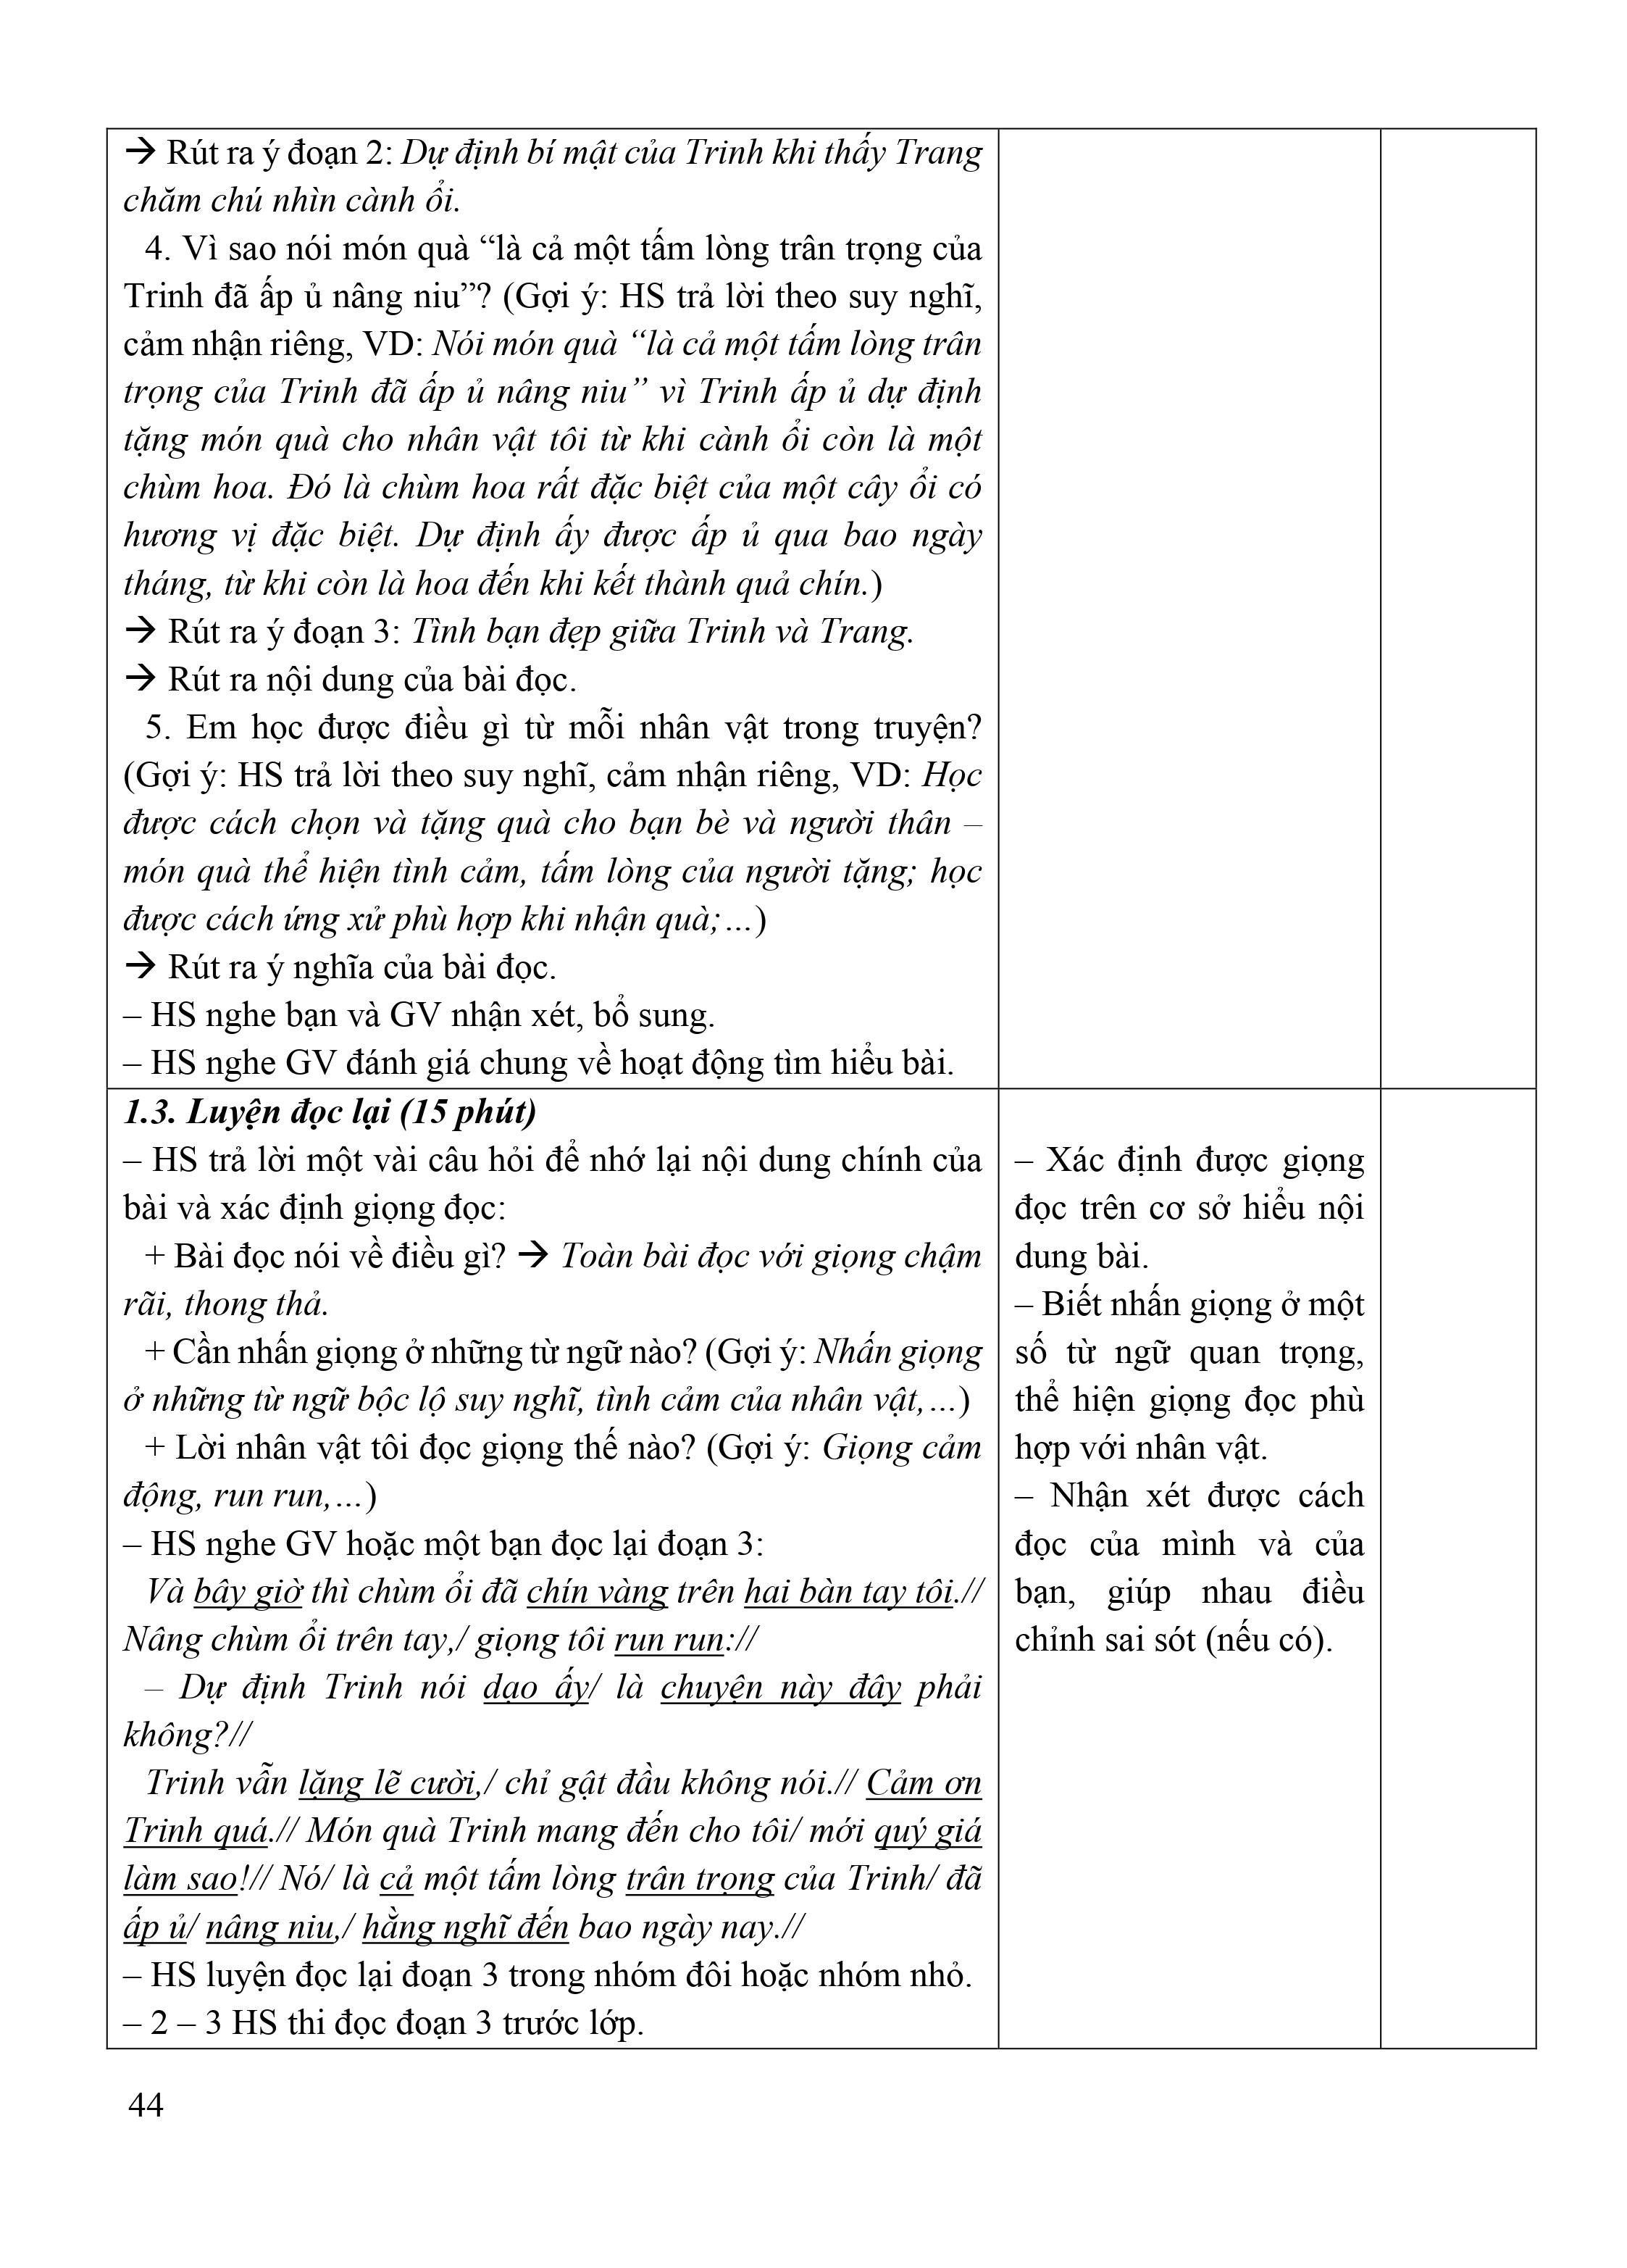 → Rút ra ý đoạn 2: Dự định bí mật của Trinh khi thấy Trang
chăm chú nhìn cành ổi.
4. Vì sao nói món quà “là cả một tấm lòng trân trọng của
Trinh đã ấp ủ nâng niu”? (Gợi ý: HS trả lời theo suy nghĩ,
cảm nhận riêng, VD: Nói món quà “là cả một tấm lòng trân
trọng của Trinh đã ấp ủ nâng niu” vì Trinh ấp ủ dự định
tặng món quà cho nhân vật tôi từ khi cành ổi còn là một
chùm hoa. Đó là chùm hoa rất đặc biệt của một cây ổi có
hương vị đặc biệt. Dự định ấy được ấp ủ qua bao ngày
tháng, từ khi còn là hoa đến khi kết thành quả chín.)
→ Rút ra ý đoạn 3: Tình bạn đẹp giữa Trinh và Trang.
→ Rút ra nội dung của bài đọc.
5. Em học được điều gì từ mỗi nhân vật trong truyện?
(Gợi ý: HS trả lời theo suy nghĩ, cảm nhận riêng, VD: Học
được cách chọn và tặng quà cho bạn bè và người thân –
món quà thể hiện tình cảm, tấm lòng của người tặng; học
được cách ứng xử phù hợp khi nhận quà;…)
→ Rút ra ý nghĩa của bài đọc.
– HS nghe bạn và GV nhận xét, bổ sung.
– HS nghe GV đánh giá chung về hoạt động tìm hiểu bài.
1.3. Luyện đọc lại (15 phút)
– HS trả lời một vài câu hỏi để nhớ lại nội dung chính của
bài và xác định giọng đọc:
+ Bài đọc nói về điều gì? → Toàn bài đọc với giọng chậm
rãi, thong thả.
+ Cần nhấn giọng ở những từ ngữ nào? (Gợi ý: Nhấn giọng
ở những từ ngữ bộc lộ suy nghĩ, tình cảm của nhân vật,…)
+ Lời nhân vật tôi đọc giọng thế nào? (Gợi ý: Giọng cảm
động, run run,…)
– HS nghe GV hoặc một bạn đọc lại đoạn 3:
Và bây giờ thì chùm ổi đã chín vàng trên hai bàn tay tôi.//
Nâng chùm ổi trên tay,/ giọng tôi run run://
– Dự định Trinh nói dạo ấy/ là chuyện này đây phải
không?//
Trinh vẫn lặng lẽ cười,/ chỉ gật đầu không nói.// Cảm ơn
Trinh quá.// Món quà Trinh mang đến cho tôi/ mới quý giá
làm sao!// Nó/ là cả một tấm lòng trân trọng của Trinh/ đã
ấp ủ/ nâng niu,/ hằng nghĩ đến bao ngày nay.//
– HS luyện đọc lại đoạn 3 trong nhóm đôi hoặc nhóm nhỏ.
– 2 – 3 HS thi đọc đoạn 3 trước lớp.
– Xác định được giọng
đọc trên cơ sở hiểu nội
dung bài.
– Biết nhấn giọng ở một
số từ ngữ quan trọng,
thể hiện giọng đọc phù
hợp với nhân vật.
– Nhận xét được cách
đọc của mình và của
bạn, giúp nhau điều
chỉnh sai sót (nếu có).
44